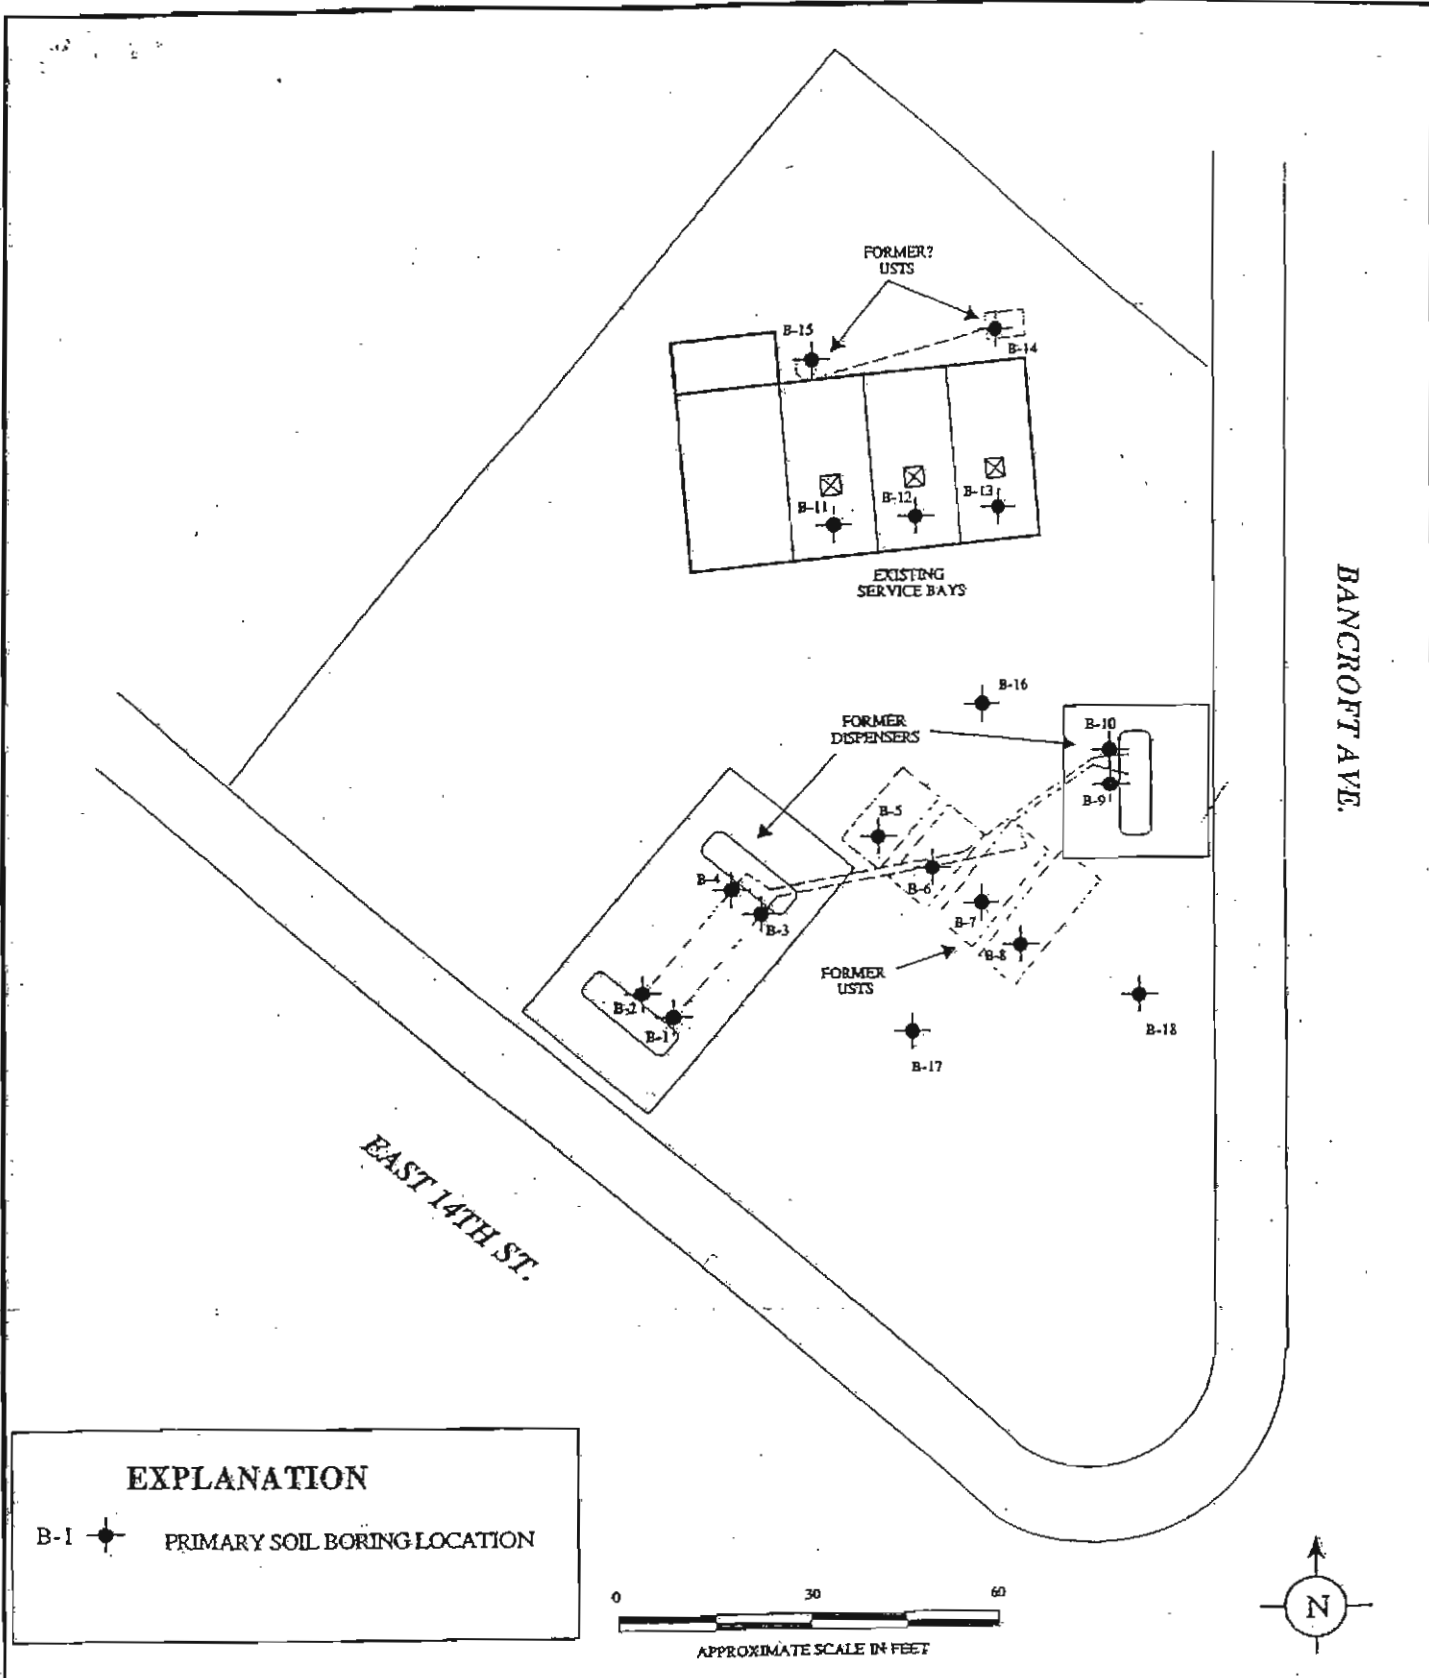 FORMER?
USTS
B-15
B-14
B-11
B-12
B-13
EXISTING
SERVICE BAYS
BANCROFT AVE.
B-16
FORMER
DISPENSERS
B-10
B-9
B-5
B-4
B-6
B-3
B-7
B-8
FORMER
USTS
B-2
B-1
B-18
B-17
EAST 14TH ST.
EXPLANATION
B-1 PRIMARY SOIL BORING LOCATION
0 30 60
APPROXIMATE SCALE IN FEET
N